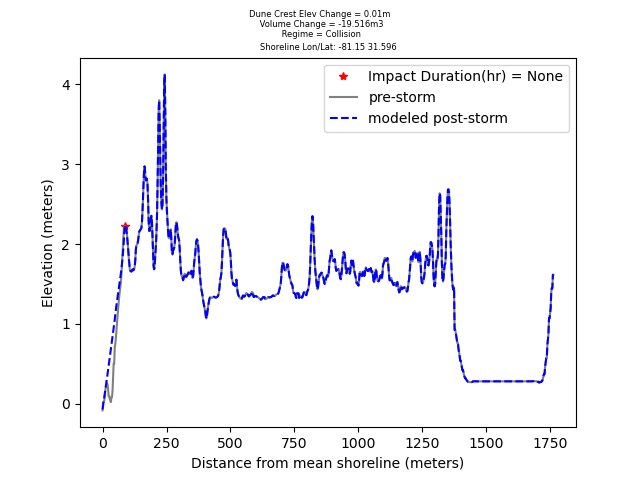 Dune Crest Elev Change = 0.01m
Volume Change = -19.516m3
Regime = Collision
Shoreline Lon/Lat: -81.15 31.596
Impact Duration(hr) = None
pre-storm
modeled post-storm
4
3
2
1
0
Elevation (meters)
0 250 500 750 1000 1250 1500 1750
Distance from mean shoreline (meters)